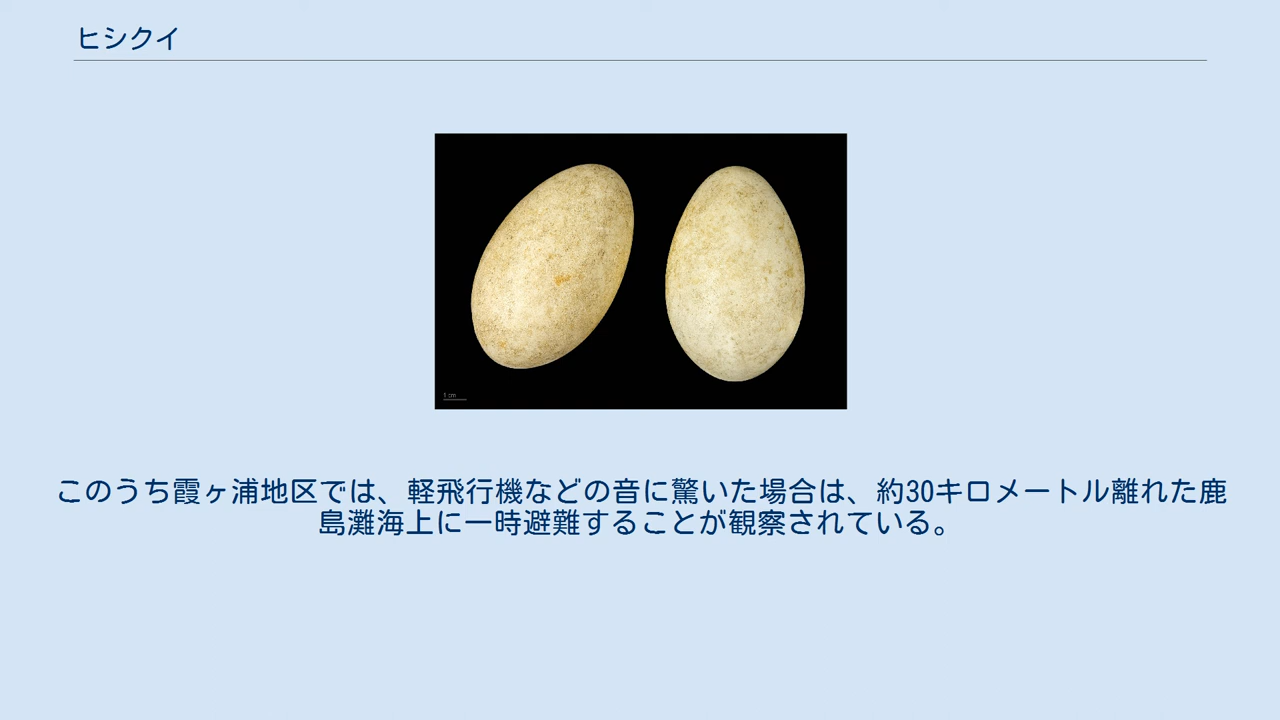 ヒシクイ
1 cm
このうち霞ヶ浦地区では、軽飛行機などの音に驚いた場合は、約30キロメートル離れた鹿
島灘海上に一時避難することが観察されている。